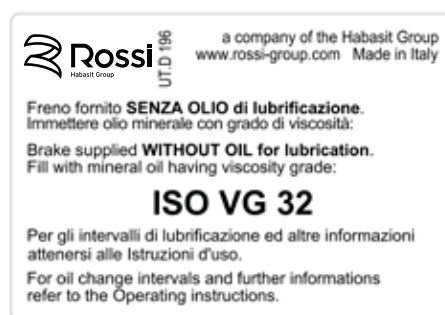 Rossi
Habasit Group
UT.D 196
a company of the Habasit Group
www.rossi-group.com Made in Italy
Freno fornito SENZA OLIO di lubrificazione.
Immettere olio minerale con grado di viscosità:
Brake supplied WITHOUT OIL for lubrication.
Fill with mineral oil having viscosity grade:
ISO VG 32
Per gli intervalli di lubrificazione ed altre informazioni
attenersi alle Istruzioni d'uso.
For oil change intervals and further informations
refer to the Operating instructions.